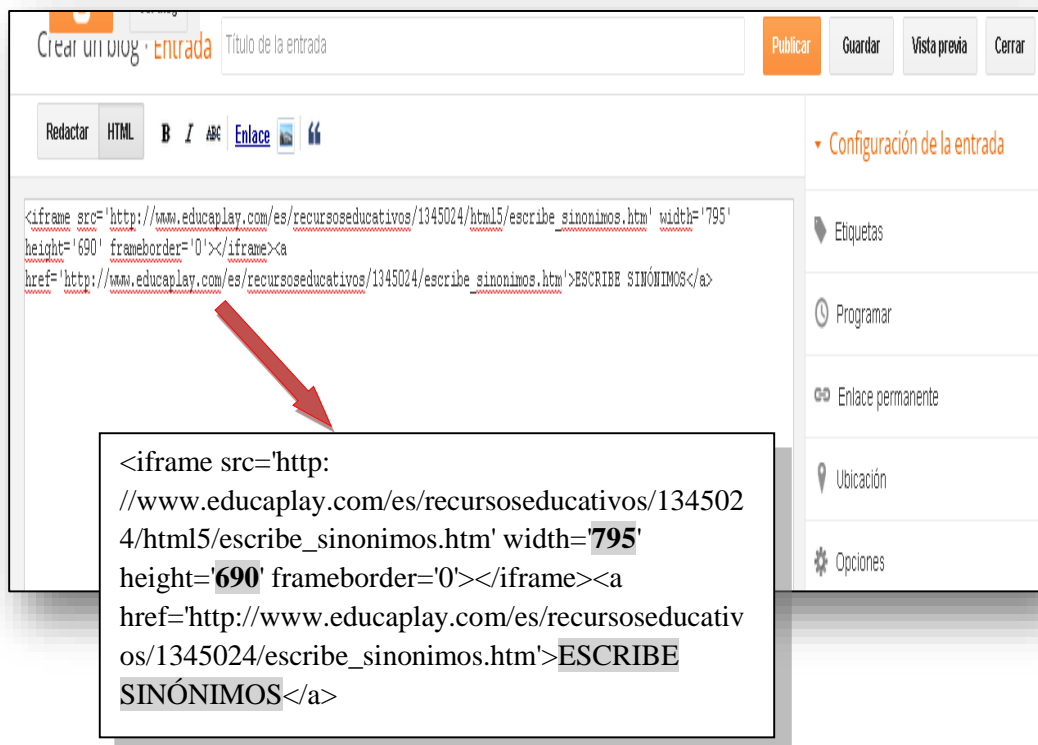 Crear un blog · Entrada
Título de la entrada
Publicar
Guardar
Vista previa
Cerrar
Redactar
HTML
B I ABC Enlace
Configuración de la entrada
<iframe src='http://www.educaplay.com/es/recursoseducativos/1345024/html5/escribe_sinonimos.htm' width='795'
height='690' frameborder='0'></iframe><a
href='http://www.educaplay.com/es/recursoseducativos/1345024/escribe_sinonimos.htm'>ESCRIBE SINÓNIMOS</a>
Etiquetas
Programar
Enlace permanente
Ubicación
Opciones
<iframe src='http:
//www.educaplay.com/es/recursoseducativos/134502
4/html5/escribe_sinonimos.htm' width='795'
height='690' frameborder='0'></iframe><a
href='http://www.educaplay.com/es/recursoseducativ
os/1345024/escribe_sinonimos.htm'>ESCRIBE
SINÓNIMOS</a>